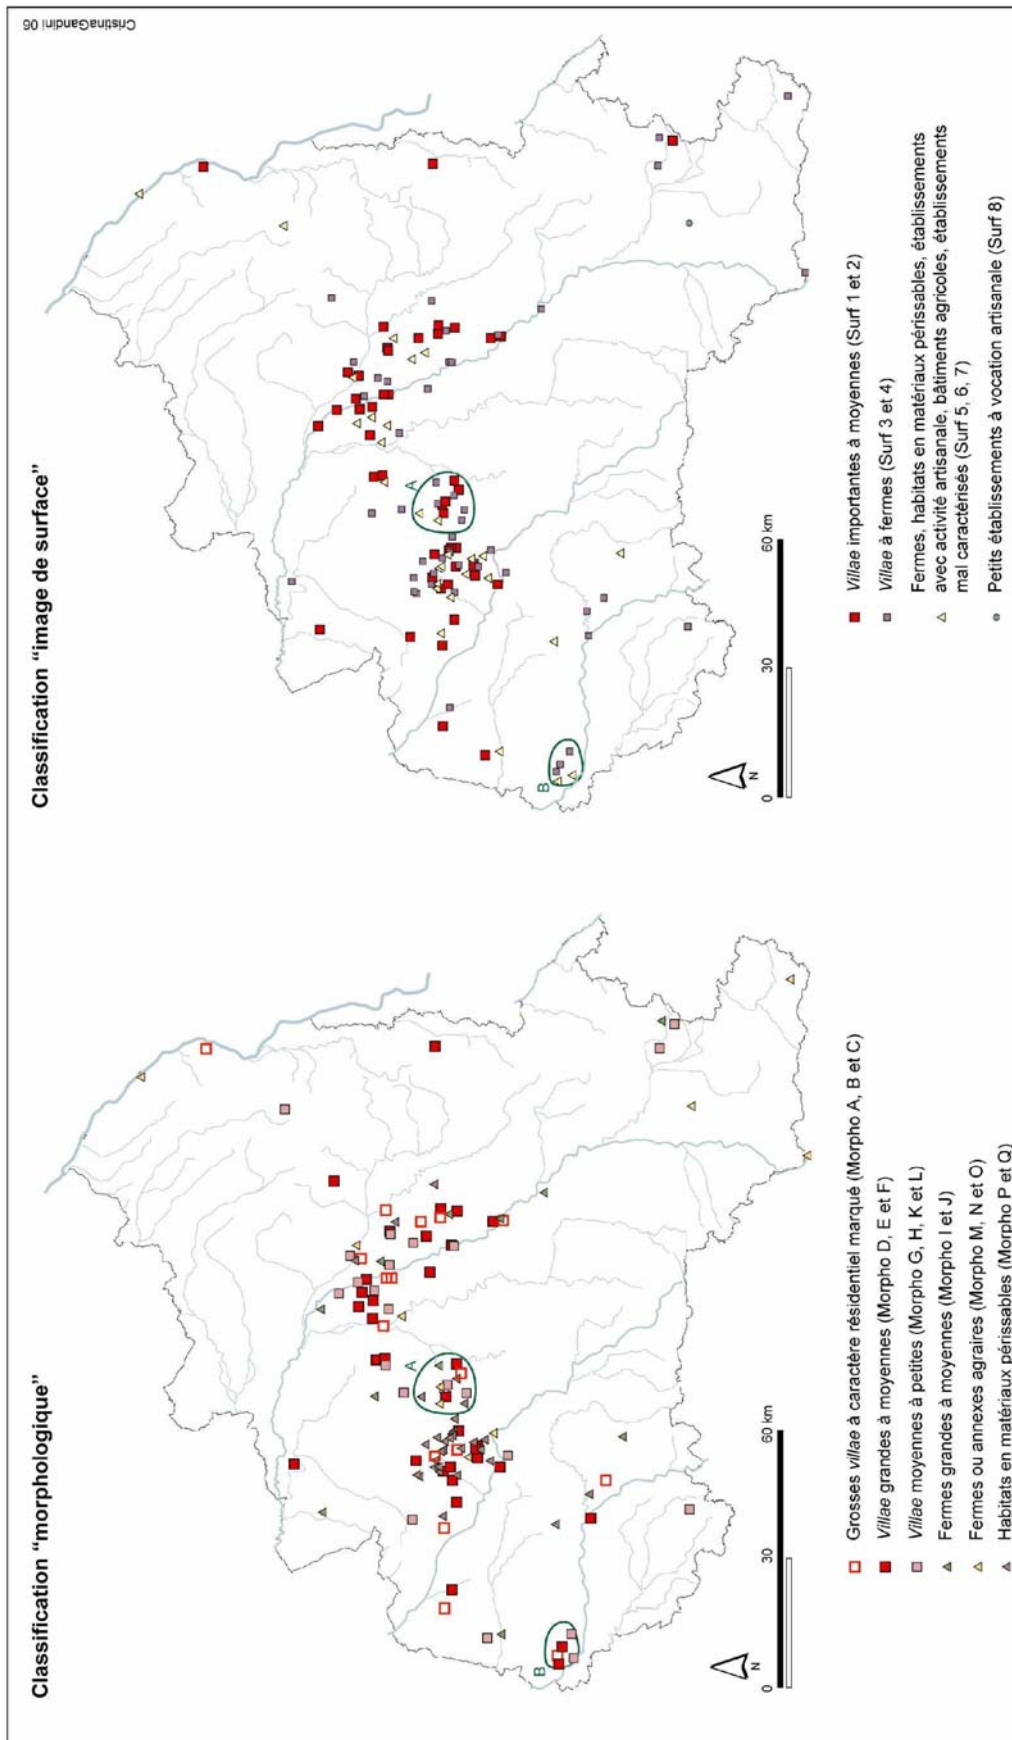 Classification “morphologique”
A
B
N
0
30
60 km
Grosses villae à caractère résidentiel marqué (Morpho A, B et C)
Villae grandes à moyennes (Morpho D, E et F)
Villae moyennes à petites (Morpho G, H, K et L)
Fermes grandes à moyennes (Morpho I et J)
Fermes ou annexes agraires (Morpho M, N et O)
Habitats en matériaux périssables (Morpho P et Q)
Classification “image de surface”
A
B
N
0
30
60 km
Villae importantes à moyennes (Surf 1 et 2)
Villae à fermes (Surf 3 et 4)
Fermes, habitats en matériaux périssables, établissements
avec activité artisanale, bâtiments agricoles, établissements
mal caractérisés (Surf 5, 6, 7)
Petits établissements à vocation artisanale (Surf 8)
CristinaGandini 06